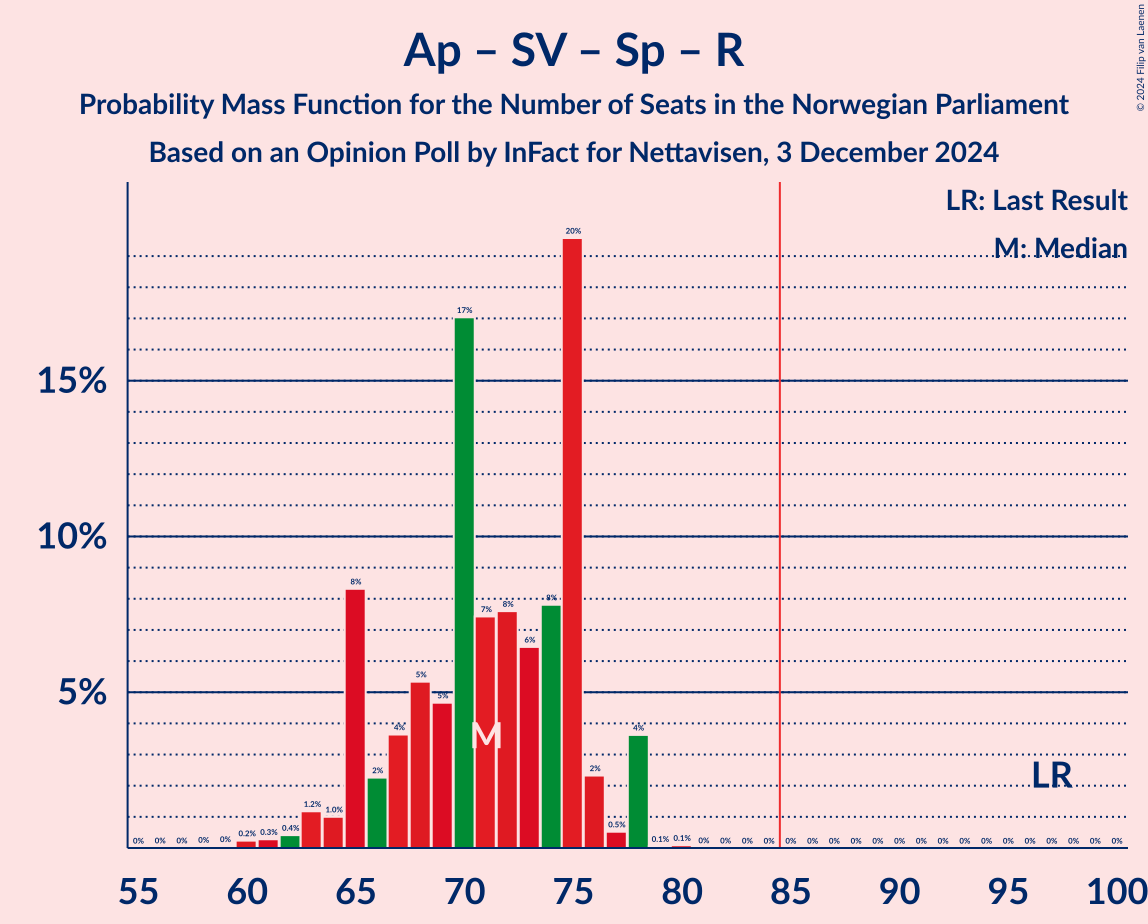 Ap – SV – Sp – R
Probability Mass Function for the Number of Seats in the Norwegian Parliament
Based on an Opinion Poll by InFact for Nettavisen, 3 December 2024
© 2024 Filip van Laenen
LR: Last Result
M: Median
15%
10%
5%
0% 0% 0% 0% 0% 0.2% 0.3% 0.4% 1.2% 1.0% 8% 2% 4% 5% 5% 17% 7% 8% 6% 8% 20% 2% 0.5% 4% 0.1% 0.1% 0% 0% 0% 0% 0% 0% 0% 0% 0% 0% 0% 0% 0% 0% 0% 0% 0% 0% 0% 0%
M
LR
55 60 65 70 75 80 85 90 95 100